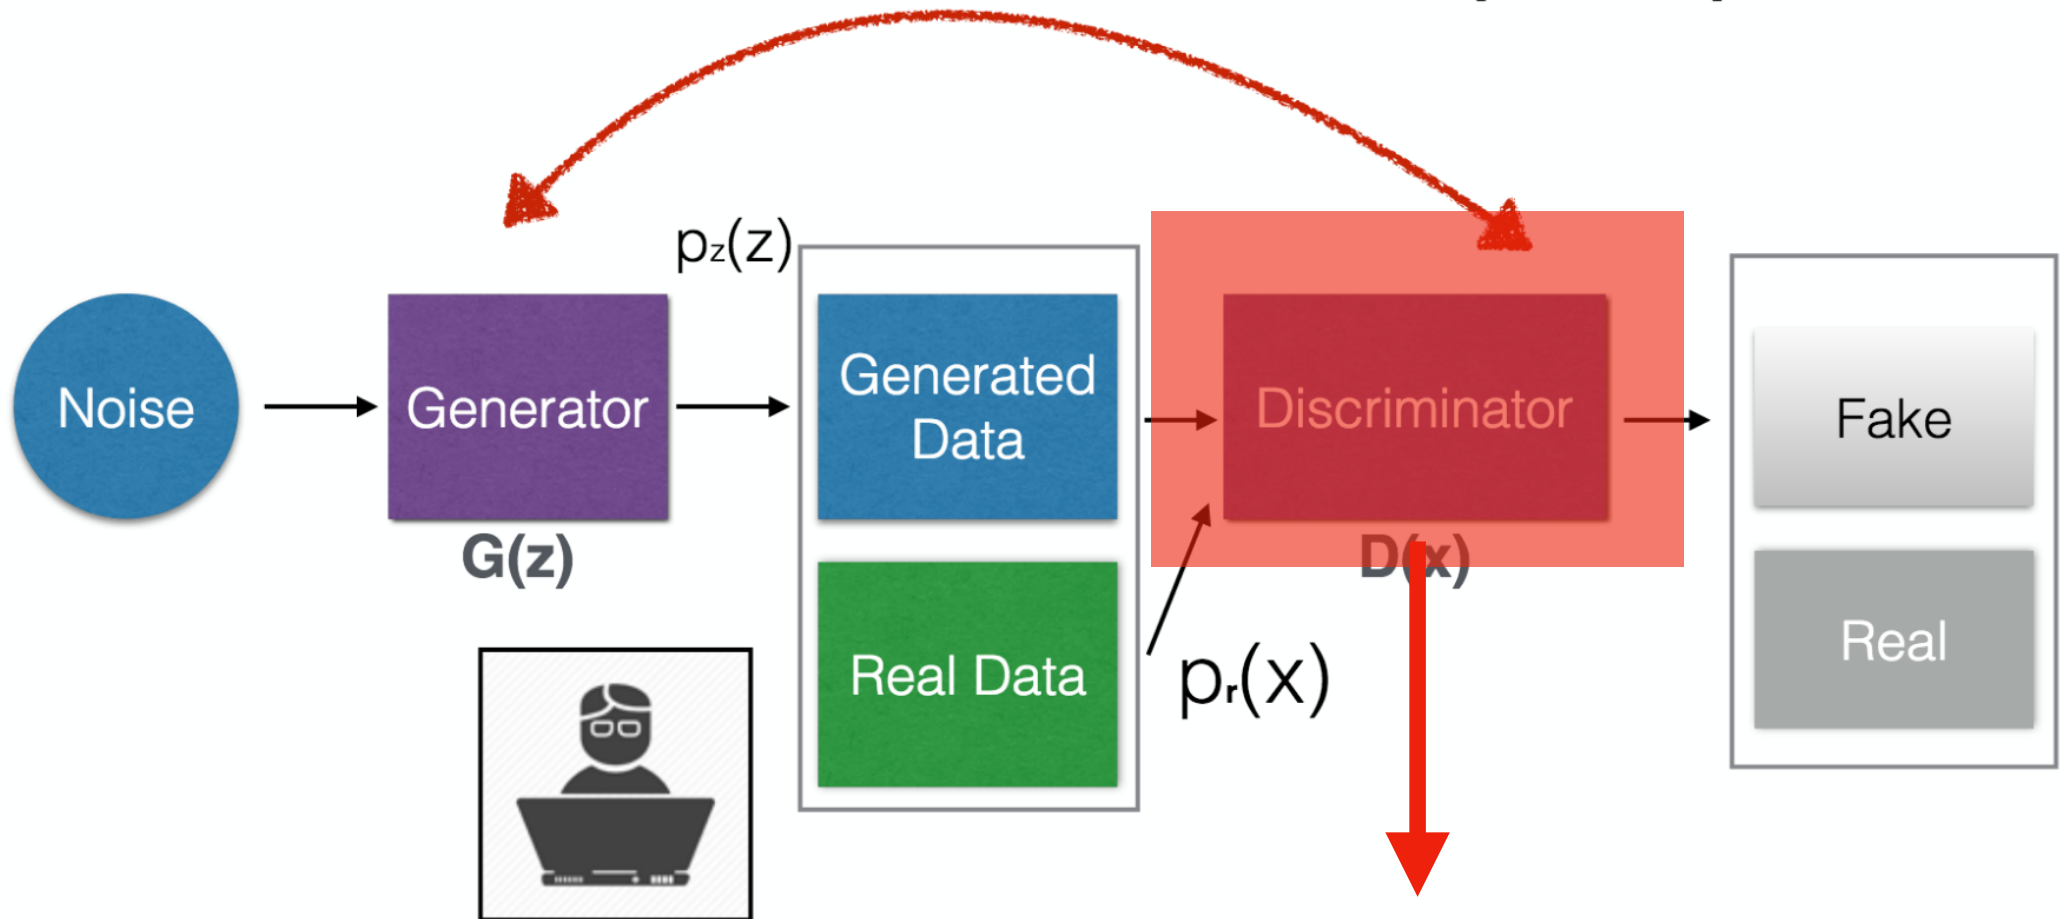 pz(z)
Noise
Generator
Generated
Data
Discriminator
Fake
G(z)
D(x)
Real Data
pr(x)
Real